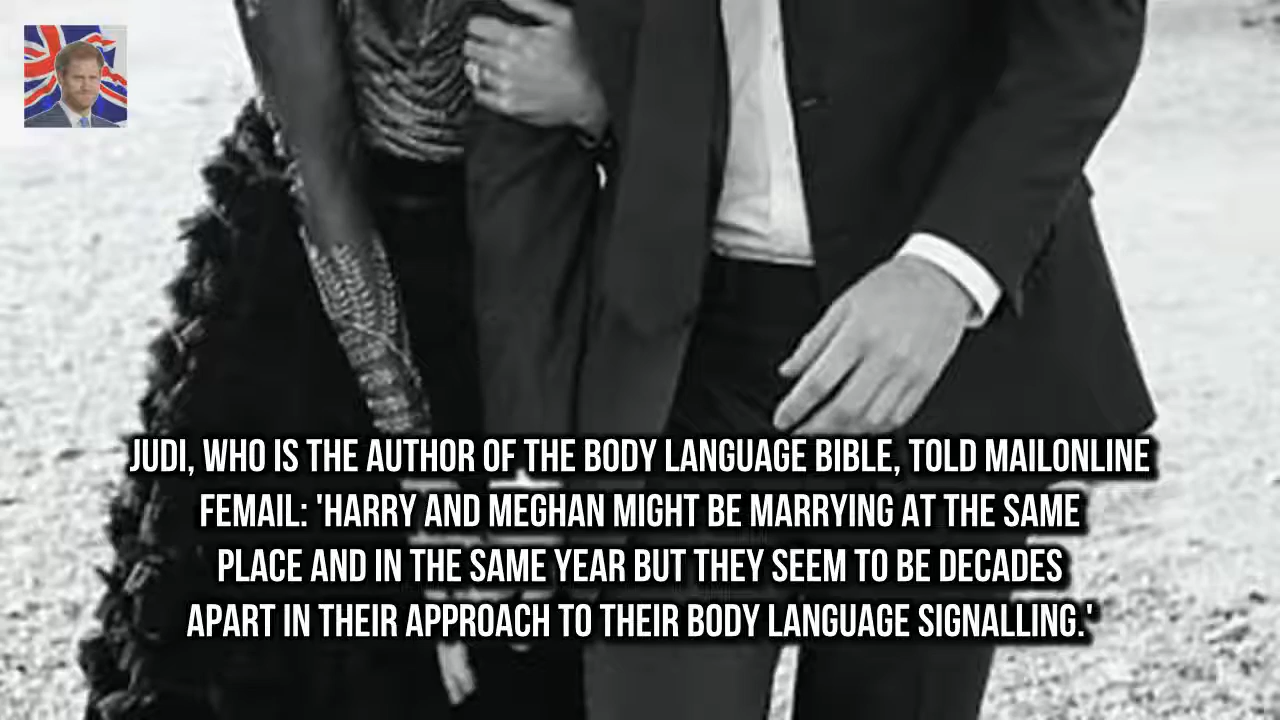 JUDI, WHO IS THE AUTHOR OF THE BODY LANGUAGE BIBLE, TOLD MAILONLINE
FEMAIL: 'HARRY AND MEGHAN MIGHT BE MARRYING AT THE SAME
PLACE AND IN THE SAME YEAR BUT THEY SEEM TO BE DECADES
APART IN THEIR APPROACH TO THEIR BODY LANGUAGE SIGNALLING.'